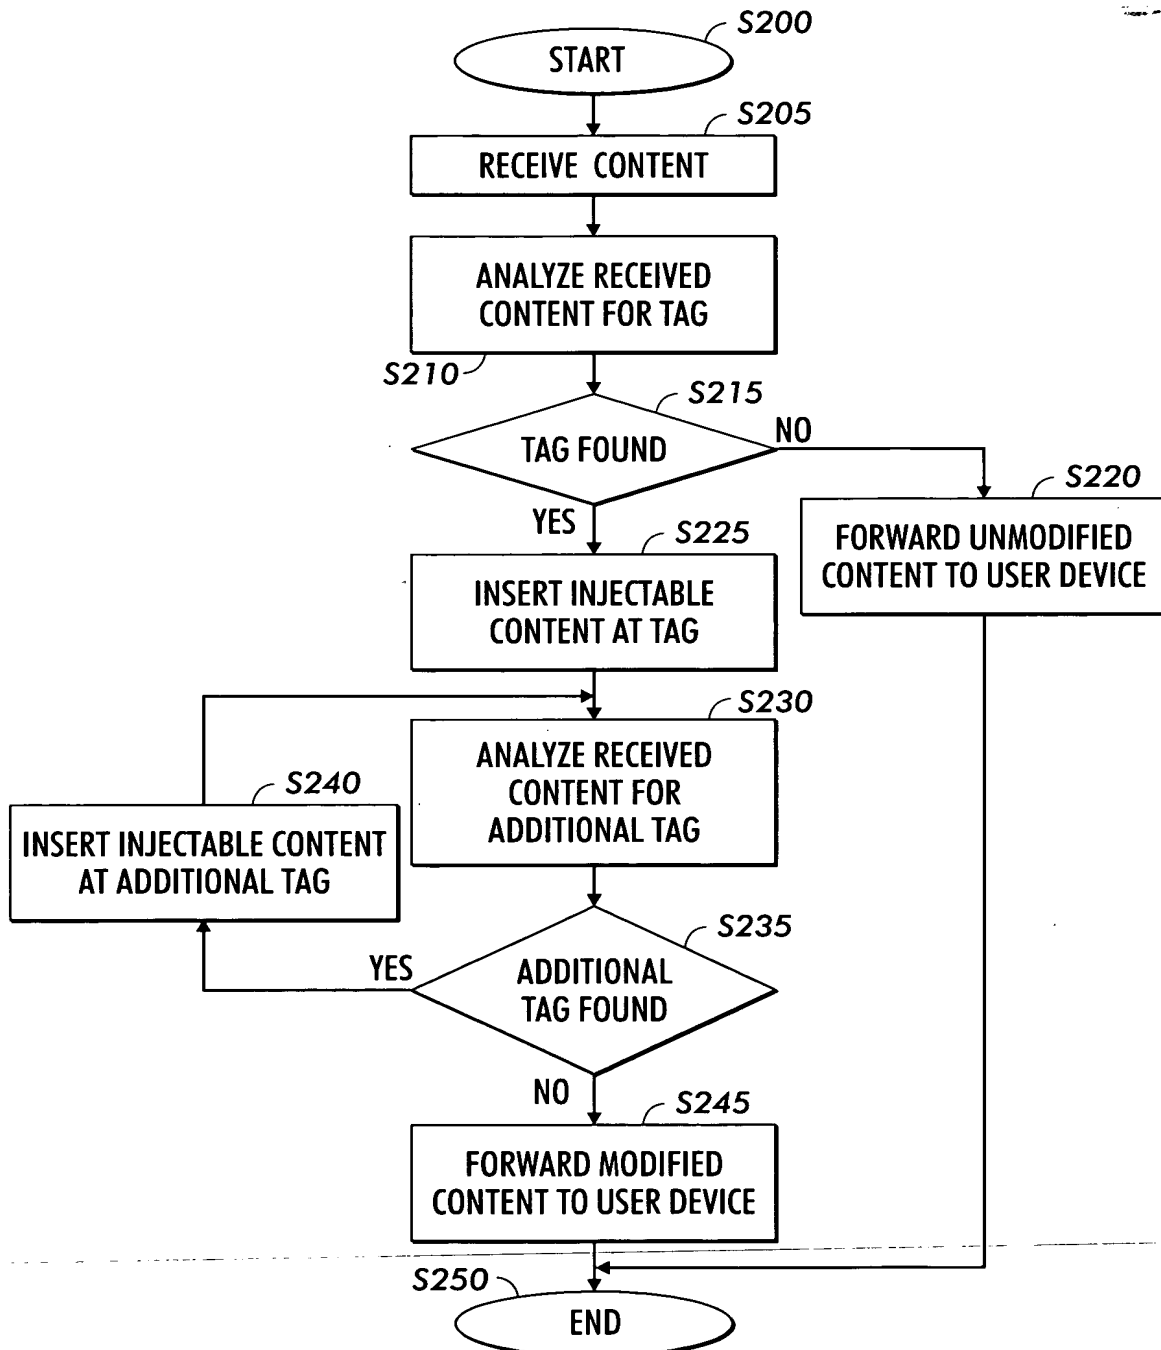 S200
START
S205
RECEIVE CONTENT
ANALYZE RECEIVED
CONTENT FOR TAG
S210
S215
TAG FOUND
NO
YES
S220
FORWARD UNMODIFIED
CONTENT TO USER DEVICE
S225
INSERT INJECTABLE
CONTENT AT TAG
S230
ANALYZE RECEIVED
CONTENT FOR
ADDITIONAL TAG
S240
INSERT INJECTABLE CONTENT
AT ADDITIONAL TAG
S235
YES
ADDITIONAL
TAG FOUND
NO
S245
FORWARD MODIFIED
CONTENT TO USER DEVICE
S250
END